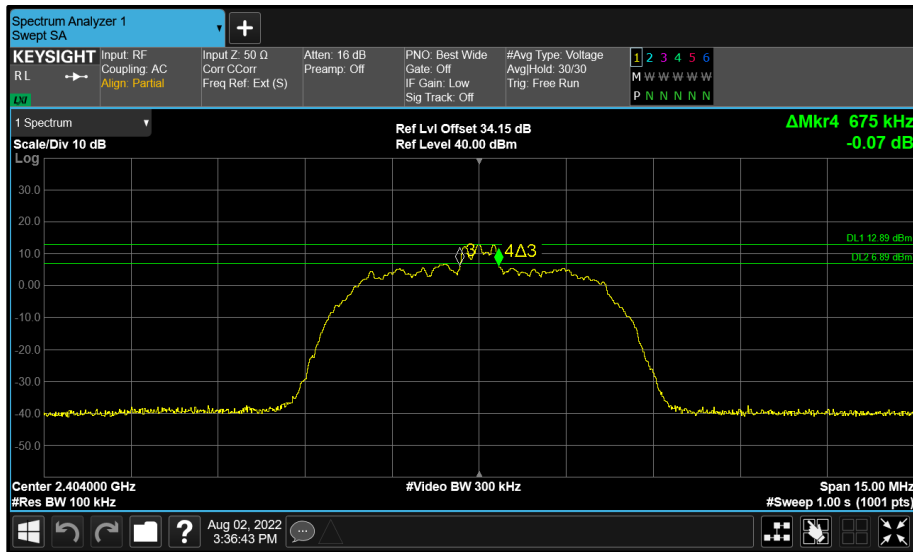 Spectrum Analyzer 1
Swept SA
+
KEYSIGHT
RL
LXI
Input: RF
Coupling: AC
Align: Partial
Input Z: 50 Ω
Corr CCorr
Freq Ref: Ext (S)
Atten: 16 dB
Preamp: Off
PNO: Best Wide
Gate: Off
IF Gain: Low
Sig Track: Off
#Avg Type: Voltage
Avg|Hold: 30/30
Trig: Free Run
1 2 3 4 5 6
M W W W W W
P N N N N N
1 Spectrum
Scale/Div 10 dB
Ref Lvl Offset 34.15 dB
Ref Level 40.00 dBm
ΔMkr4 675 kHz
-0.07 dB
Log
30.0
20.0
10.0
0.00
-10.0
-20.0
-30.0
-40.0
-50.0
3
4Δ3
DL1 12.89 dBm
DL2 6.89 dBm
Center 2.404000 GHz
#Video BW 300 kHz
Span 15.00 MHz
#Res BW 100 kHz
#Sweep 1.00 s (1001 pts)
?
Aug 02, 2022
3:36:43 PM